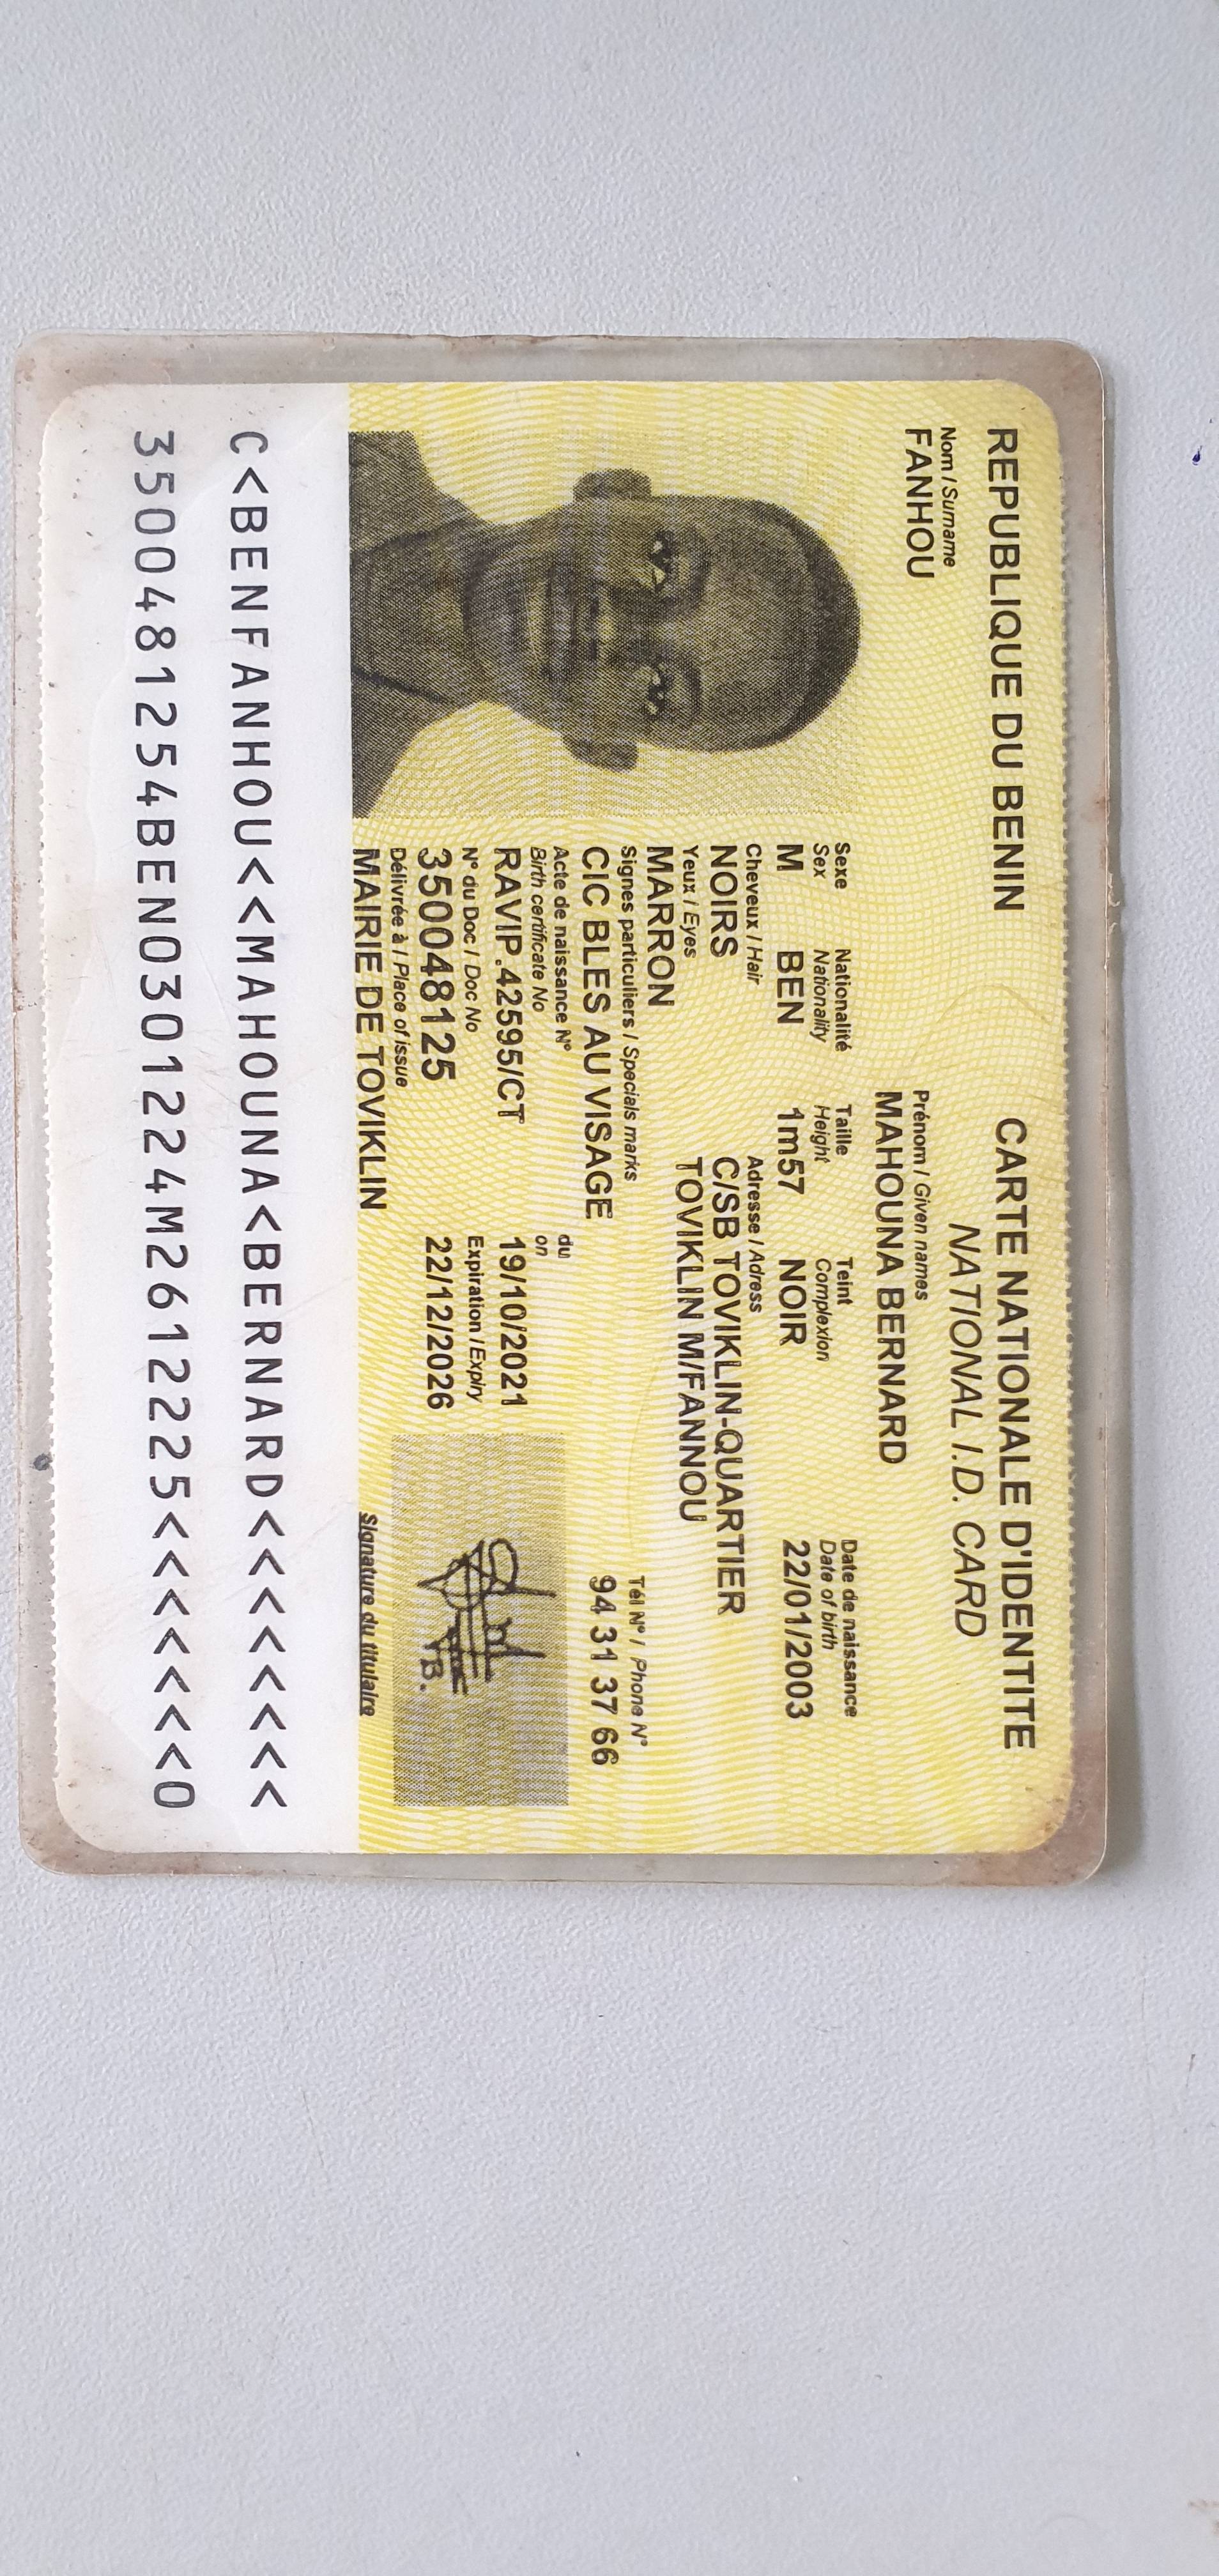 REPUBLIQUE DU BENIN
CARTE NATIONALE D'IDENTITE
NATIONAL I.D. CARD
Nom / Surname
FANHOU
Prénom / Given names
MAHOUNA BERNARD
Sexe Nationalité Taille Teint Date de naissance
Sex Nationality Height Complexion Date of birth
M BEN 1m57 NOIR 22/01/2003
Cheveux / Hair Adresse / Adress
NOIRS C/SB TOVIKLIN-QUARTIER
Yeux / Eyes TOVIKLIN M/FANNOU
MARRON
Signes particuliers / Specials marks Tél N° / Phone N°
CIC BLES AU VISAGE 94 31 37 66
Acte de naissance N° du
Birth certificate No on
RAVIP.42595/CT 19/10/2021
N° du Doc / Doc No Expiration / Expiry
350048125 22/12/2026
Délivrée à / Place of issue
MAIRIE DE TOVIKLIN
Signature du titulaire
C<BENFANHOU<<MAHOUNA<BERNARD<<<<<<<<
3500481254BEN0301224M2612225<<<<<<<0